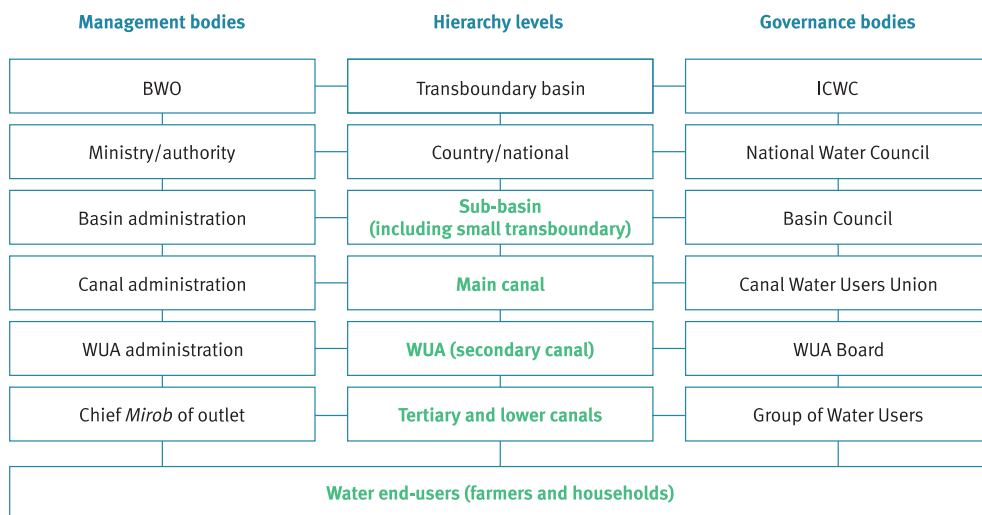 Management bodies
Hierarchy levels
Governance bodies
BWO
Transboundary basin
ICWC
Ministry/authority
Country/national
National Water Council
Basin administration
Sub-basin
(including small transboundary)
Basin Council
Canal administration
Main canal
Canal Water Users Union
WUA administration
WUA (secondary canal)
WUA Board
Chief Mirob of outlet
Tertiary and lower canals
Group of Water Users
Water end-users (farmers and households)